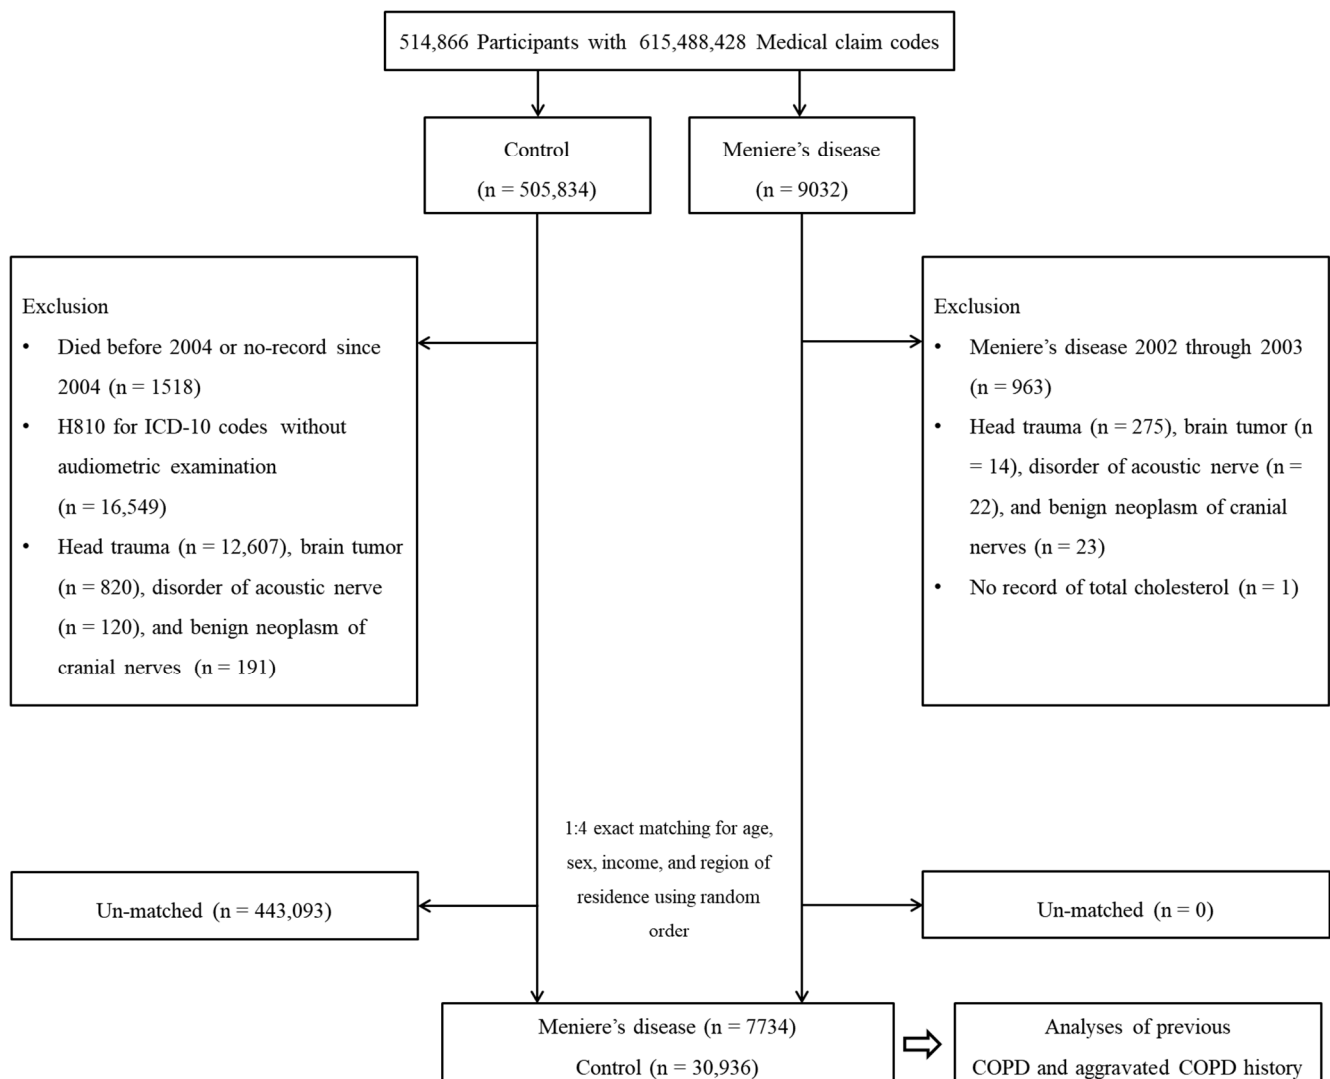 514,866 Participants with 615,488,428 Medical claim codes
Control
(n = 505,834)
Meniere's disease
(n = 9032)
Exclusion
• Died before 2004 or no-record since
2004 (n = 1518)
• H810 for ICD-10 codes without
audiometric examination
(n = 16,549)
• Head trauma (n = 12,607), brain tumor
(n = 820), disorder of acoustic nerve
(n = 120), and benign neoplasm of
cranial nerves (n = 191)
Exclusion
• Meniere's disease 2002 through 2003
(n = 963)
• Head trauma (n = 275), brain tumor (n
= 14), disorder of acoustic nerve (n =
22), and benign neoplasm of cranial
nerves (n = 23)
• No record of total cholesterol (n = 1)
1:4 exact matching for age,
sex, income, and region of
residence using random
order
Un-matched (n = 443,093)
Un-matched (n = 0)
Meniere's disease (n = 7734)
Control (n = 30,936)
Analyses of previous
COPD and aggravated COPD history